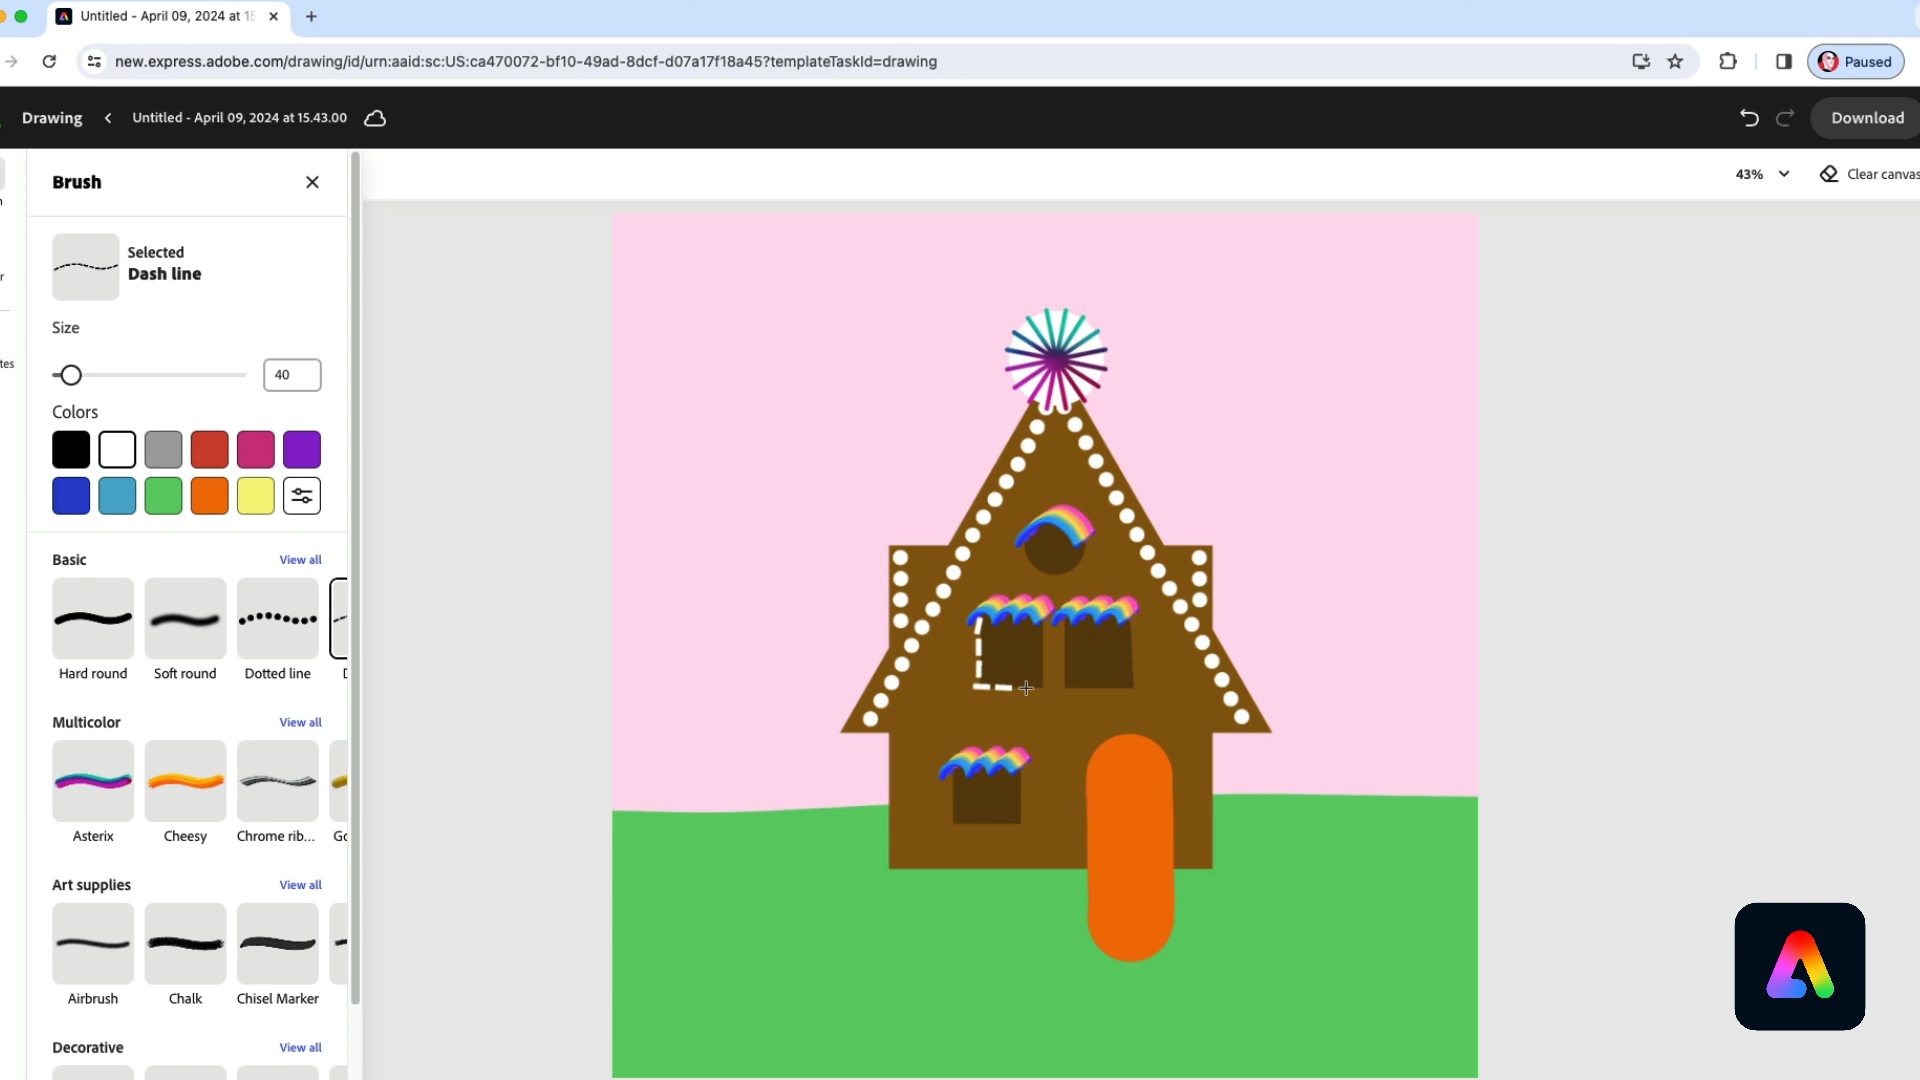 Untitled - April 09, 2024 at 15
new.express.adobe.com/drawing/id/urn:aaid:sc:US:ca470072-bf10-49ad-8dcf-d07a17f18a45?templateTaskId=drawing
Paused
Drawing
Untitled - April 09, 2024 at 15.43.00
Download
Brush
43%
Clear canvas
Selected
Dash line
Size
40
Colors
Basic
View all
Hard round
Soft round
Dotted line
Multicolor
View all
Asterix
Cheesy
Chrome rib...
Art supplies
View all
Airbrush
Chalk
Chisel Marker
Decorative
View all